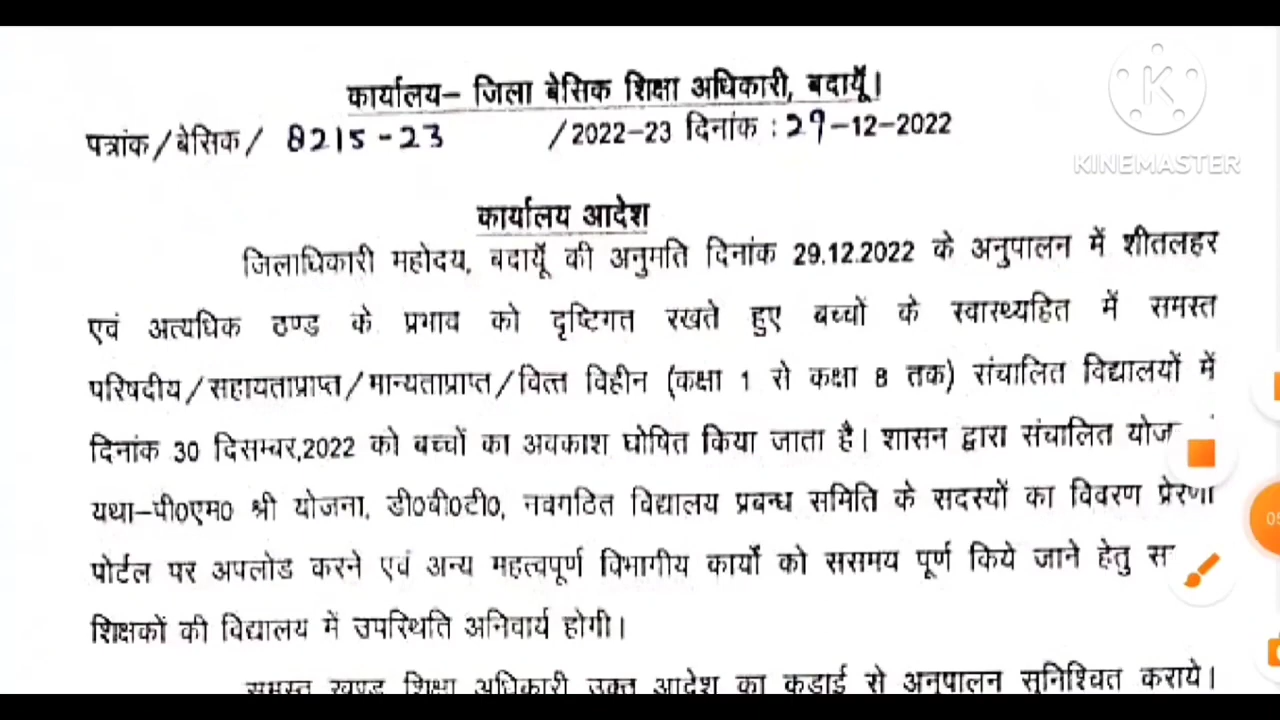 कार्यालय- जिला बेसिक शिक्षा अधिकारी, बदायूँ।
पत्रांक/बेसिक/ 8215-23 /2022-23 दिनांक : 29-12-2022
KINEMASTER
कार्यालय आदेश
जिलाधिकारी महोदय, बदायूँ की अनुमति दिनांक 29.12.2022 के अनुपालन में शीतलहर
एवं अत्यधिक ठण्ड के प्रभाव को दृष्टिगत रखते हुए बच्चों के स्वास्थ्यहित में समस्त
परिषदीय/सहायताप्राप्त/मान्यताप्राप्त/वित्त विहीन (कक्षा 1 से कक्षा 8 तक) संचालित विद्यालयों में
दिनांक 30 दिसम्बर,2022 को बच्चों का अवकाश घोषित किया जाता है। शासन द्वारा संचालित
यथा-पी0एम0 श्री योजना, डी0बी0टी0, नवगठित विद्यालय प्रबन्ध समिति के सदस्यों का विवरण प्रेरणा
पोर्टल पर अपलोड करने एवं अन्य महत्वपूर्ण विभागीय कार्यों को ससमय पूर्ण किये जाने हेतु
शिक्षकों की विद्यालय में उपस्थिति अनिवार्य होगी।
समस्त खण्ड शिक्षा अधिकारी उक्त आदेश का कडाई से अनुपालन सुनिश्चित कराये।